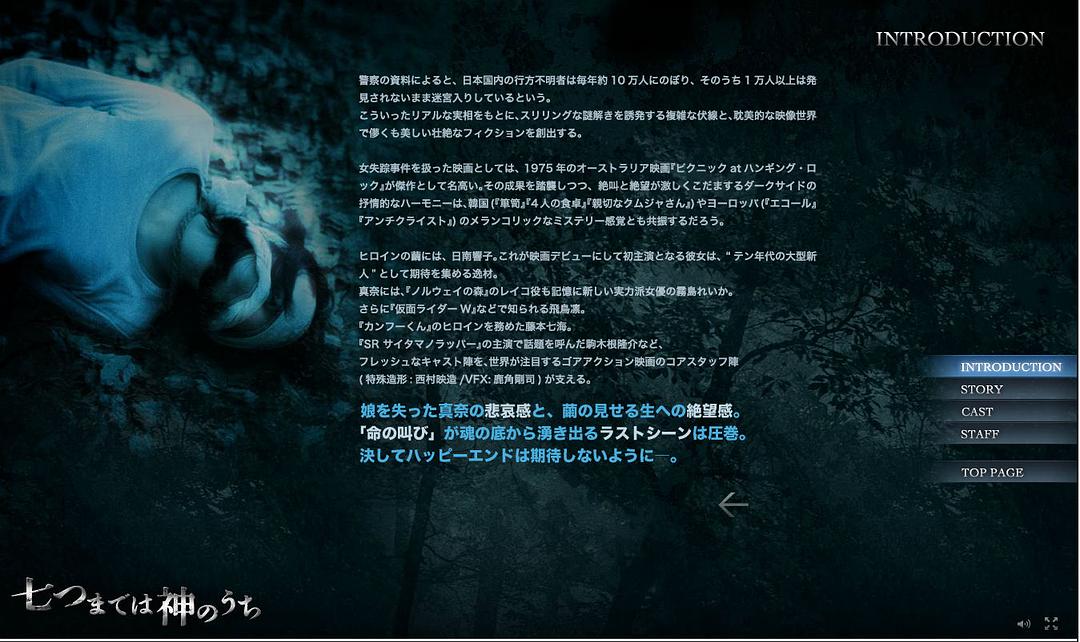 INTRODUCTION
警察の資料によると、日本国内の行方不明者は毎年約 10 万人にのぼり、そのうち 1 万人以上は発
見されないまま迷宮入りしているという。
こういったリアルな実相をもとに、スリリングな謎解きを誘発する複雑な伏線と、耽美的な映像世界
で儚くも美しい壮絶なフィクションを創出する。
女失踪事件を扱った映画としては、1975 年のオーストラリア映画『ピクニック at ハンギング・ロ
ック』が傑作として名高い。その成果を踏襲しつつ、絶叫と絶望が激しくこだまするダークサイドの
抒情的なハーモニーは、韓国(『箪笥』『4人の食卓』『親切なクムジャさん』) やヨーロッパ(『エコール』
『アンチクライスト』) のメランコリックなミステリー感覚とも共振するだろう。
ヒロインの繭には、日南響子。これが映画デビューにして初主演となる彼女は、" テン年代の大型新
人 " として期待を集める逸材。
真奈には、『ノルウェイの森』のレイコ役も記憶に新しい実力派女優の霧島れいか。
さらに『仮面ライダー W』などで知られる飛鳥凛。
『カンフーくん』のヒロインを務めた藤本七海。
『SR サイタマノラッパー』の主演で話題を呼んだ駒木根隆介など、
フレッシュなキャスト陣を、世界が注目するゴアアクション映画のコアスタッフ陣
( 特殊造形 : 西村映造 /VFX: 鹿角剛司 ) が支える。
娘を失った真奈の悲哀感と、繭の見せる生への絶望感。
「命の叫び」が魂の底から湧き出るラストシーンは圧巻。
決してハッピーエンドは期待しないように―。
INTRODUCTION
STORY
CAST
STAFF
TOP PAGE
七つまでは神のうち